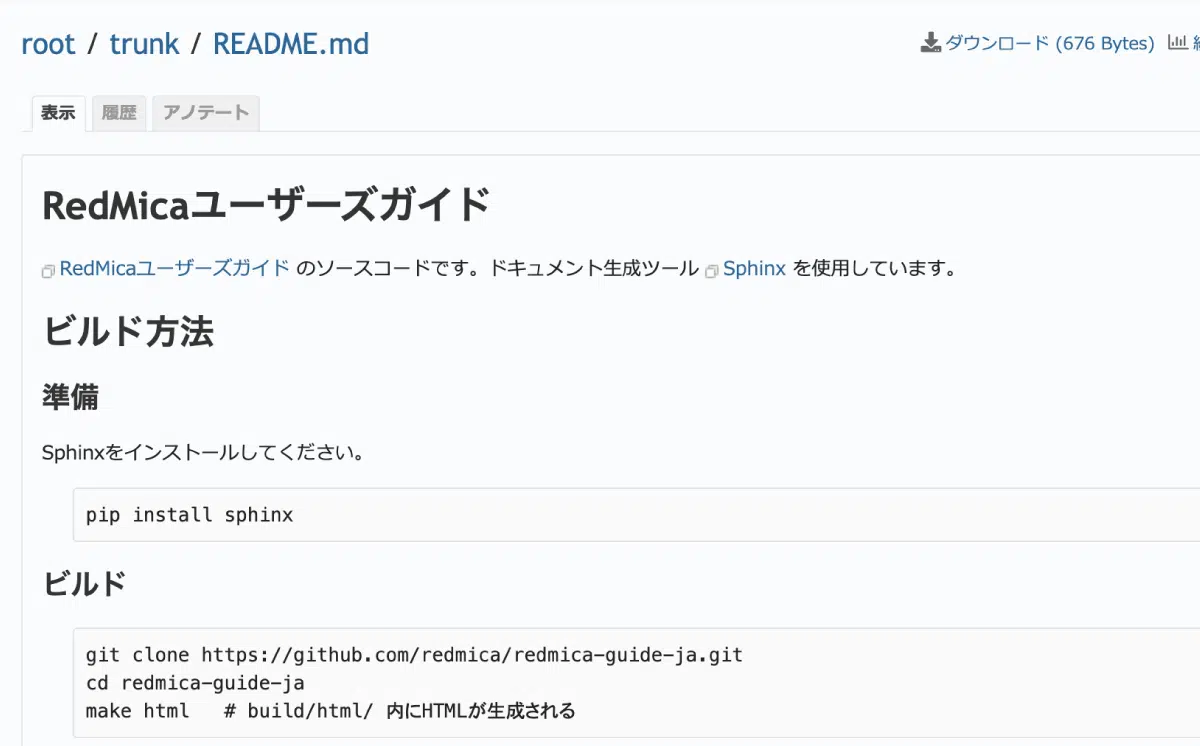 root / trunk / README.md
ダウンロード (676 Bytes)
表示 履歴 アノテート
RedMicaユーザーズガイド
RedMicaユーザーズガイド のソースコードです。ドキュメント生成ツール Sphinx を使用しています。
ビルド方法
準備
Sphinxをインストールしてください。
pip install sphinx
ビルド
git clone https://github.com/redmica/redmica-guide-ja.git
cd redmica-guide-ja
make html   # build/html/ 内にHTMLが生成される